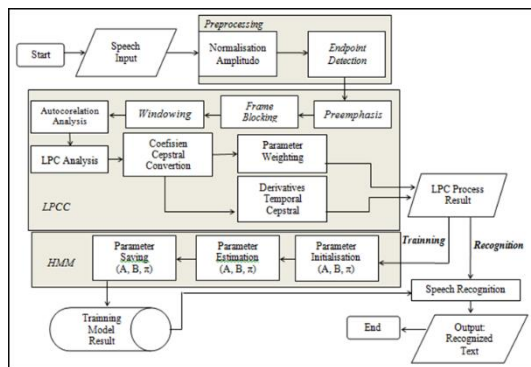 Preprocessing
Start
Speech
Input
Normalisation
Amplitudo
Endpoint
Detection
Autocorelation
Analysis
Windowing
Frame
Blocking
Preemphasis
LPC Analysis
Coefisien
Cepstral
Convertion
Parameter
Weighting
Derivatives
Temporal
Cepstral
LPCC
LPC Process
Result
Trainning
Recognition
HMM
Parameter
Saving
(A, B, π)
Parameter
Estimation
(A, B, π)
Parameter
Initialisation
(A, B, π)
Trainning
Model
Result
Speech Recognition
End
Output:
Recognized
Text